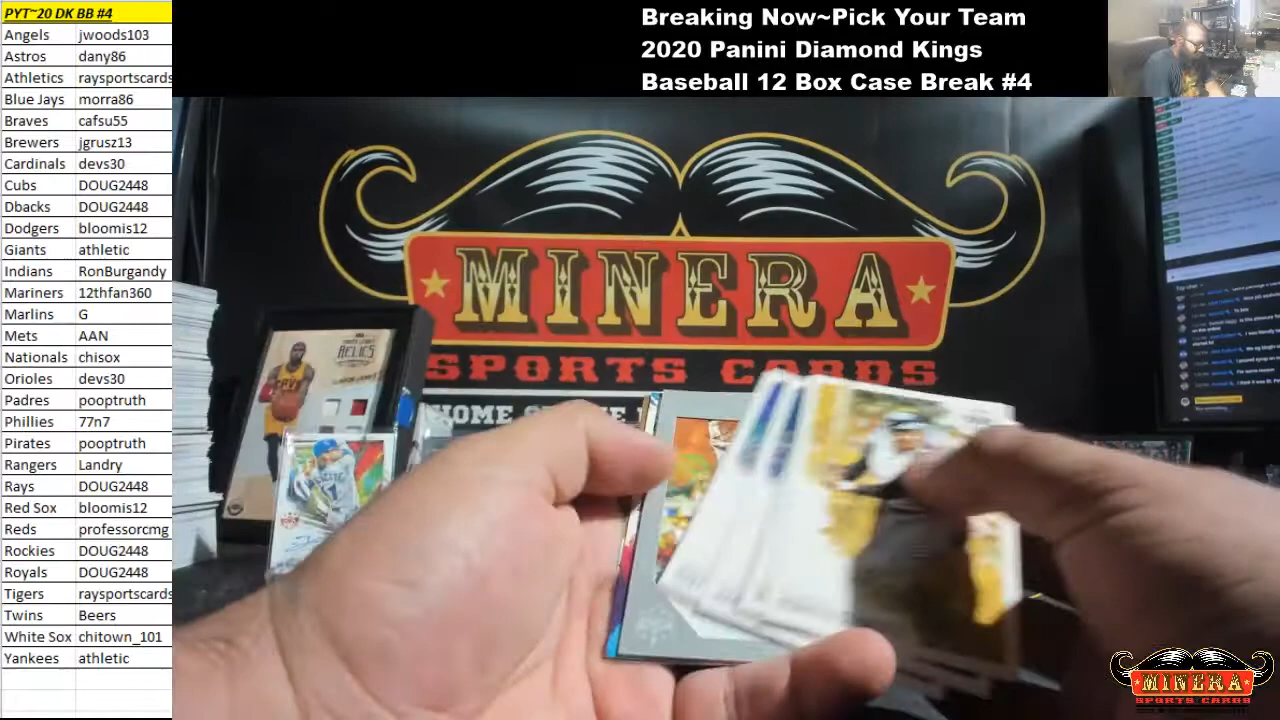 PYT~20 DK BB #4
Angels jwoods103
Astros dany86
Athletics raysportscards
Blue Jays morra86
Braves cafsu55
Brewers jgrusz13
Cardinals devs30
Cubs DOUG2448
Dbacks DOUG2448
Dodgers bloomis12
Giants athletic
Indians RonBurgandy
Mariners 12thfan360
Marlins G
Mets AAN
Nationals chisox
Orioles devs30
Padres pooptruth
Phillies 77n7
Pirates pooptruth
Rangers Landry
Rays DOUG2448
Red Sox bloomis12
Reds professorcmg
Rockies DOUG2448
Royals DOUG2448
Tigers raysportscards
Twins Beers
White Sox chitown_101
Yankees athletic
Breaking Now~Pick Your Team
2020 Panini Diamond Kings
Baseball 12 Box Case Break #4
MINERA
SPORTS CARDS
HOME OF THE
RELICS
MINERA
SPORTS CARDS